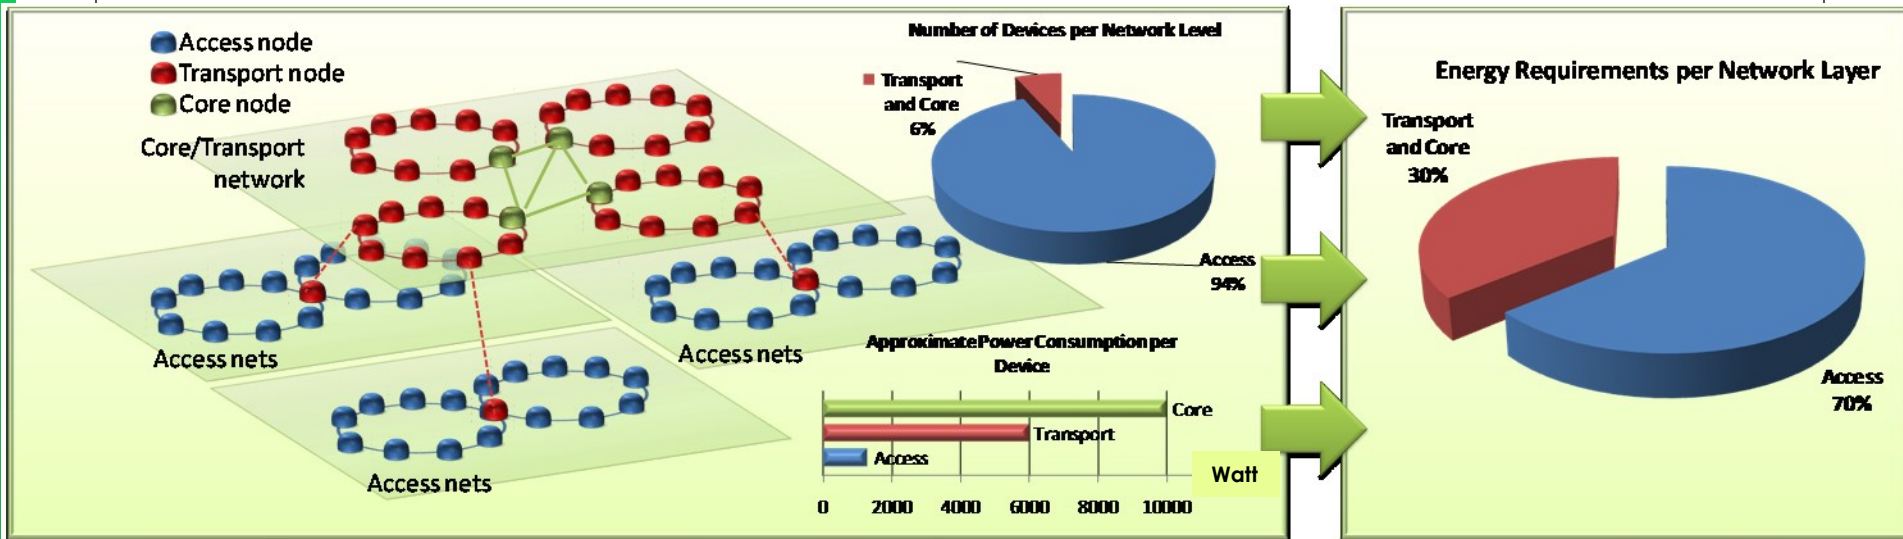 Access node
Transport node
Core node
Core/Transport
network
Access nets
Access nets
Access nets
Number of Devices per Network Level
Transport
and Core
6%
Access
94%
Approximate Power Consumption per
Device
Core
Transport
Access
Watt
0 2000 4000 6000 8000 10000
Energy Requirements per Network Layer
Transport
and Core
30%
Access
70%